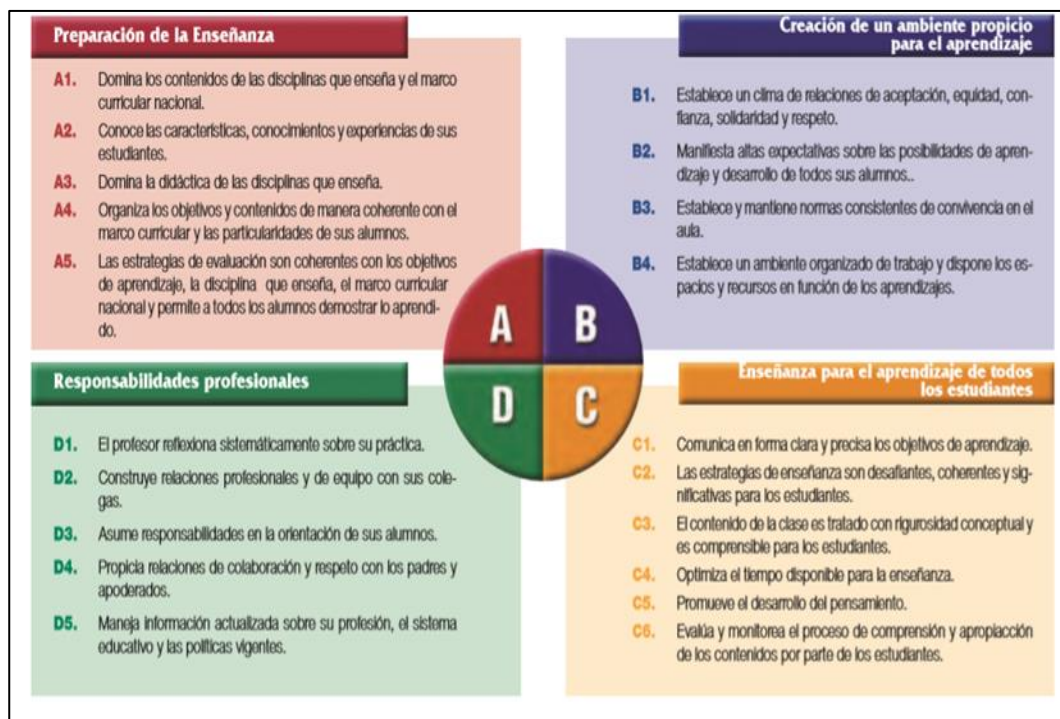 Preparación de la Enseñanza
A1. Domina los contenidos de las disciplinas que enseña y el marco
curricular nacional.
A2. Conoce las características, conocimientos y experiencias de sus
estudiantes.
A3. Domina la didáctica de las disciplinas que enseña.
A4. Organiza los objetivos y contenidos de manera coherente con el
marco curricular y las particularidades de sus alumnos.
A5. Las estrategias de evaluación son coherentes con los objetivos
de aprendizaje, la disciplina que enseña, el marco curricular
nacional y permite a todos los alumnos demostrar lo aprendi-
do.
Creación de un ambiente propicio
para el aprendizaje
B1. Establece un clima de relaciones de aceptación, equidad, con-
fianza, solidaridad y respeto.
B2. Manifiesta altas expectativas sobre las posibilidades de apren-
dizaje y desarrollo de todos sus alumnos..
B3. Establece y mantiene normas consistentes de convivencia en el
aula.
B4. Establece un ambiente organizado de trabajo y dispone los es-
pacios y recursos en función de los aprendizajes.
A B
D C
Responsabilidades profesionales
D1. El profesor reflexiona sistemáticamente sobre su práctica.
D2. Construye relaciones profesionales y de equipo con sus cole-
gas.
D3. Asume responsabilidades en la orientación de sus alumnos.
D4. Propicia relaciones de colaboración y respeto con los padres y
apoderados.
D5. Maneja información actualizada sobre su profesión, el sistema
educativo y las políticas vigentes.
Enseñanza para el aprendizaje de todos
los estudiantes
C1. Comunica en forma clara y precisa los objetivos de aprendizaje.
C2. Las estrategias de enseñanza son desafiantes, coherentes y sig-
nificativas para los estudiantes.
C3. El contenido de la clase es tratado con rigurosidad conceptual y
es comprensible para los estudiantes.
C4. Optimiza el tiempo disponible para la enseñanza.
C5. Promueve el desarrollo del pensamiento.
C6. Evalúa y monitorea el proceso de comprensión y apropiacción
de los contenidos por parte de los estudiantes.